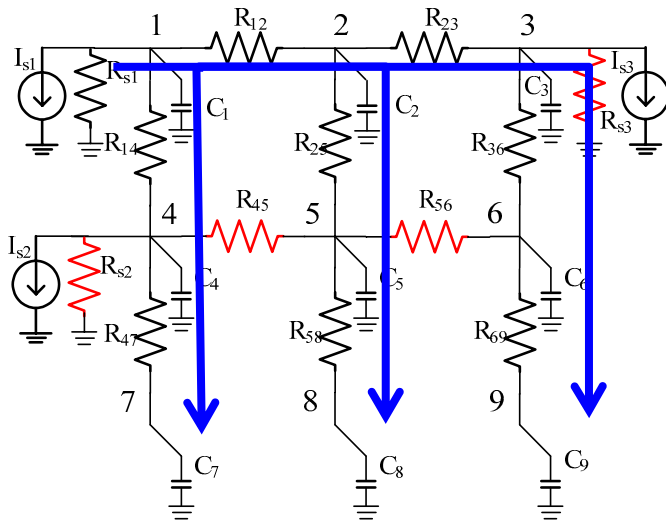 1 R12 2 R23 3
Is1 Rs1 C1 C2 C3 Is3 Rs3
R14 R25 R36
4 R45 5 R56 6
Is2 Rs2 C4 C5 C6
R47 R58 R69
7 8 9
C7 C8 C9